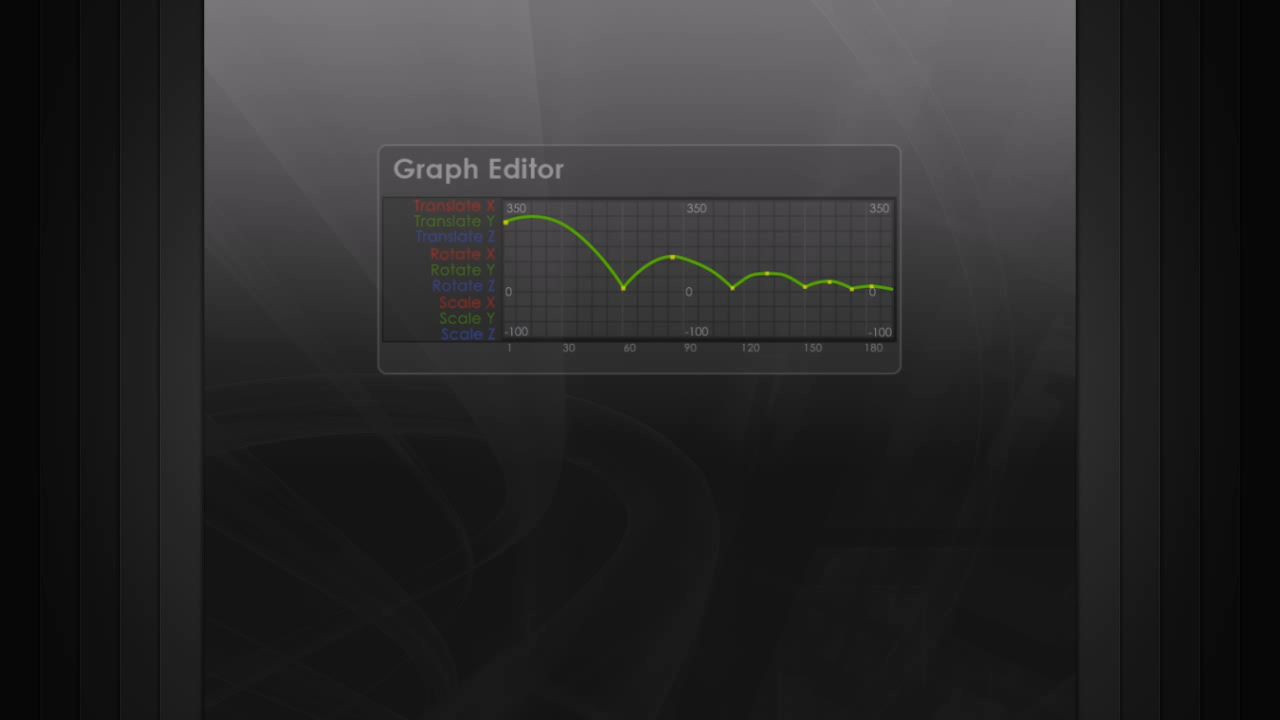 Graph Editor
Translate X
Translate Y
Translate Z
Rotate X
Rotate Y
Rotate Z
Scale X
Scale Y
Scale Z
350 350 350
0 0 0
-100 -100 -100
1 30 60 90 120 150 180